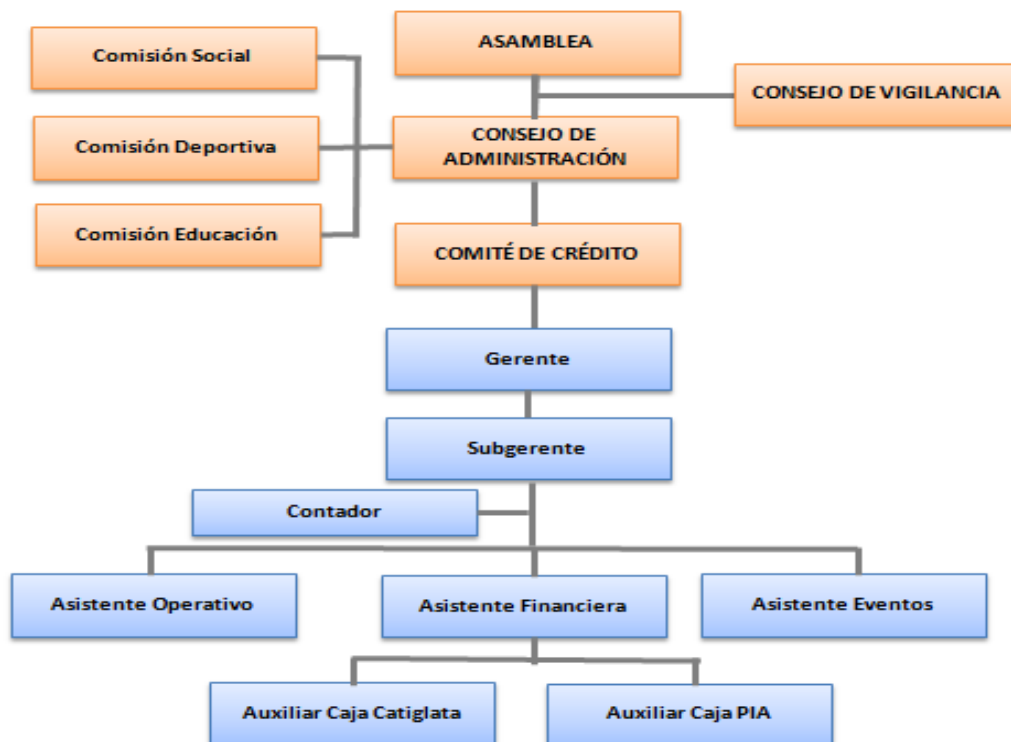 ASAMBLEA
Comisión Social
CONSEJO DE VIGILANCIA
Comisión Deportiva
CONSEJO DE
ADMINISTRACIÓN
Comisión Educación
COMITÉ DE CRÉDITO
Gerente
Subgerente
Contador
Asistente Operativo
Asistente Financiera
Asistente Eventos
Auxiliar Caja Catiglata
Auxiliar Caja PIA